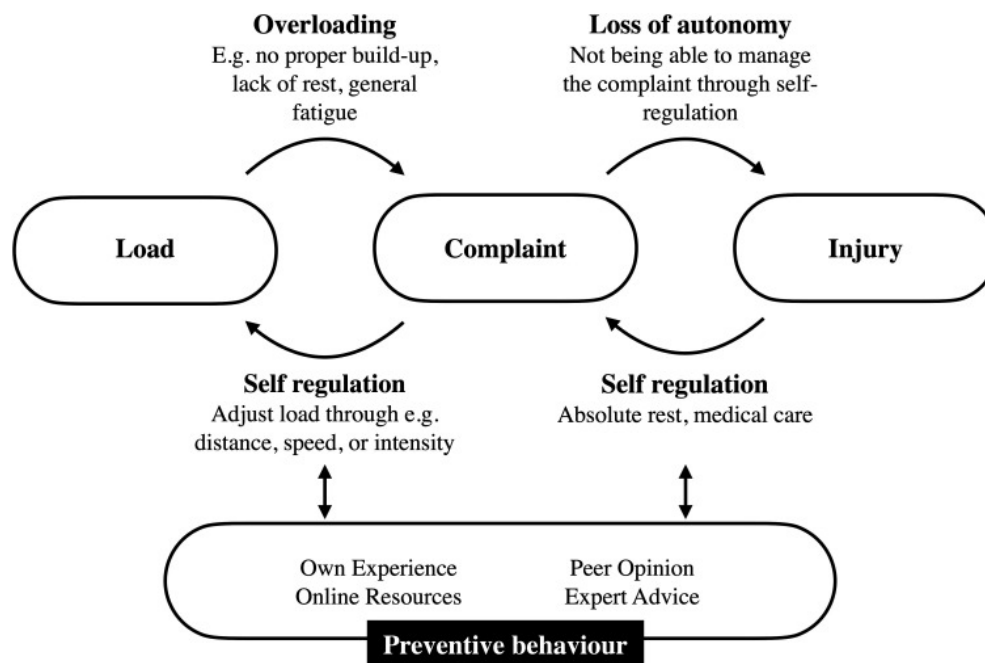 Overloading
E.g. no proper build-up,
lack of rest, general
fatigue
Loss of autonomy
Not being able to manage
the complaint through self-
regulation
Load
Complaint
Injury
Self regulation
Adjust load through e.g.
distance, speed, or intensity
Self regulation
Absolute rest, medical care
Own Experience
Online Resources
Peer Opinion
Expert Advice
Preventive behaviour